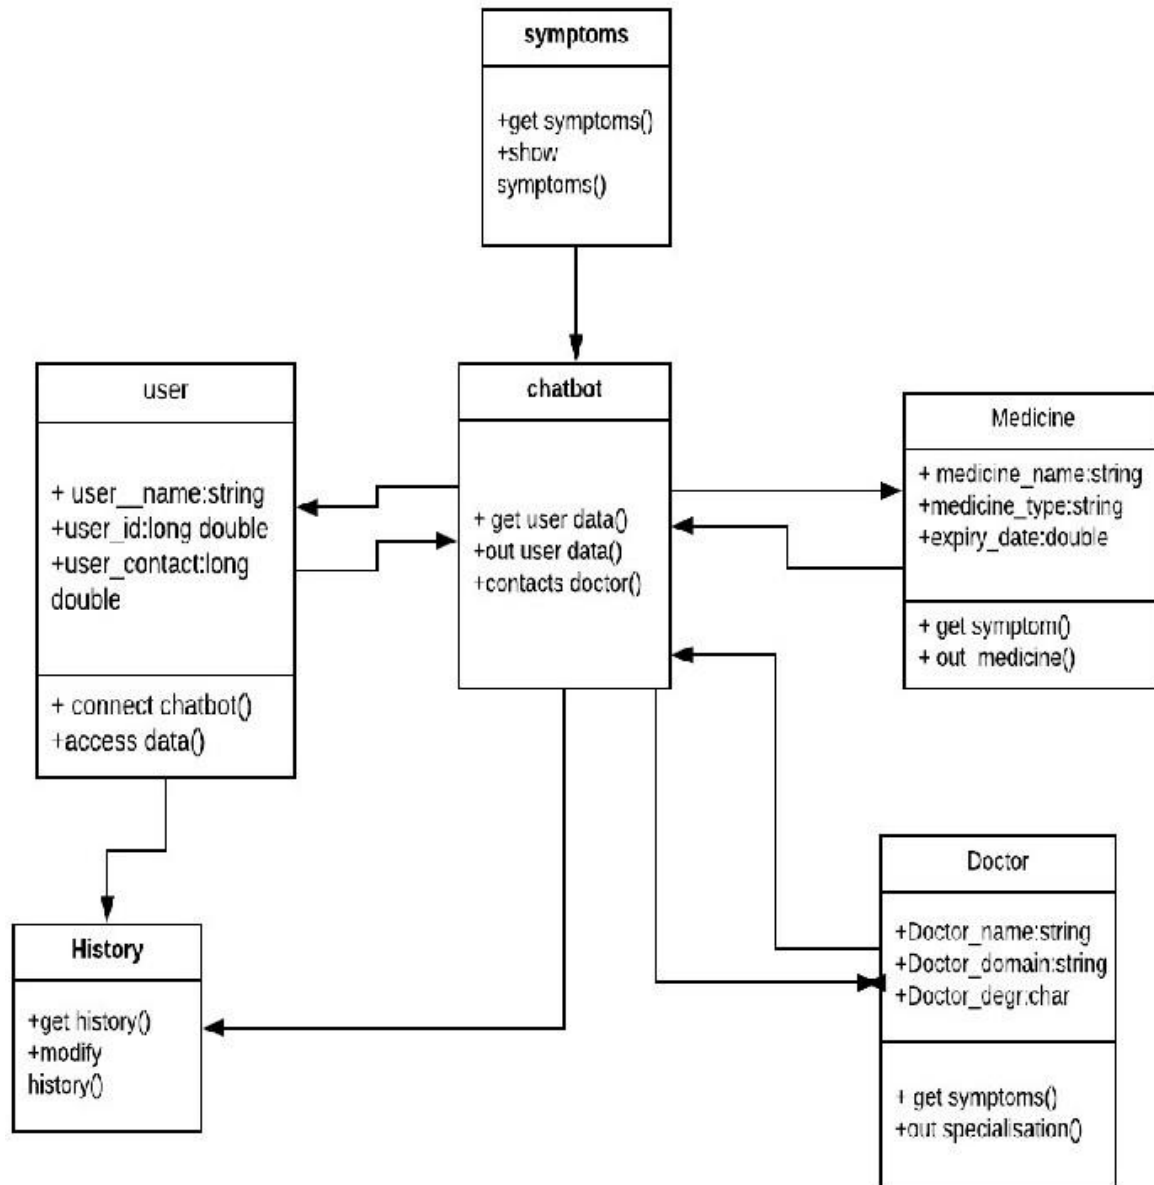 symptoms
+get symptoms()
+show
symptoms()
user
+ user__name:string
+user_id:long double
+user_contact:long
double
+ connect chatbot()
+access data()
chatbot
+ get user data()
+out user data()
+contacts doctor()
Medicine
+ medicine_name:string
+medicine_type:string
+expiry_date:double
+ get symptom()
+ out_medicine()
History
+get history()
+modify
history()
Doctor
+Doctor_name:string
+Doctor_domain:string
+Doctor_degr:char
+ get symptoms()
+out specialisation()